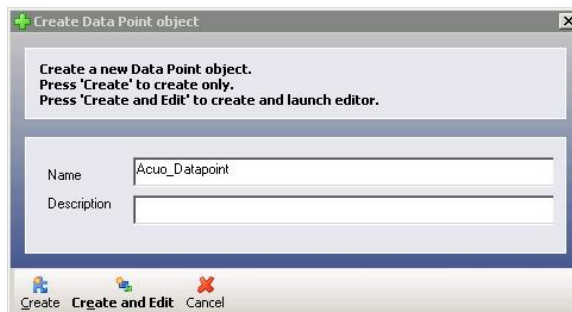 Create Data Point object
Create a new Data Point object.
Press 'Create' to create only.
Press 'Create and Edit' to create and launch editor.
Name Acuo_Datapoint
Description
Create Create and Edit Cancel